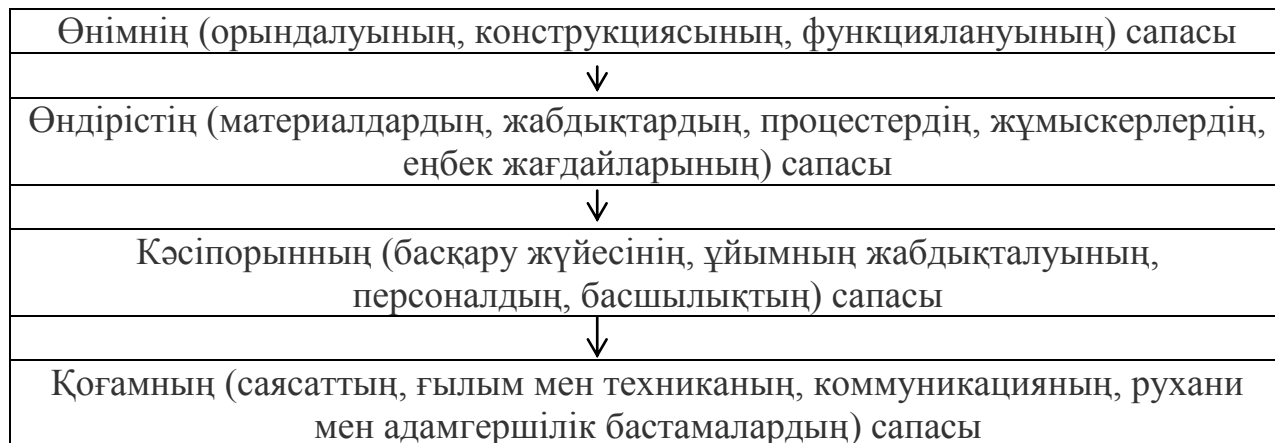 Өнімнің (орындалуының, конструкциясының, функциялануының) сапасы
Өндірістің (материалдардың, жабдықтардың, процестердің, жұмыскерлердің,
еңбек жағдайларының) сапасы
Кәсіпорынның (басқару жүйесінің, ұйымның жабдықталуының,
персоналдың, басшылықтың) сапасы
Қоғамның (саясаттың, ғылым мен техниканың, коммуникацияның, рухани
мен адамгершілік бастамалардың) сапасы